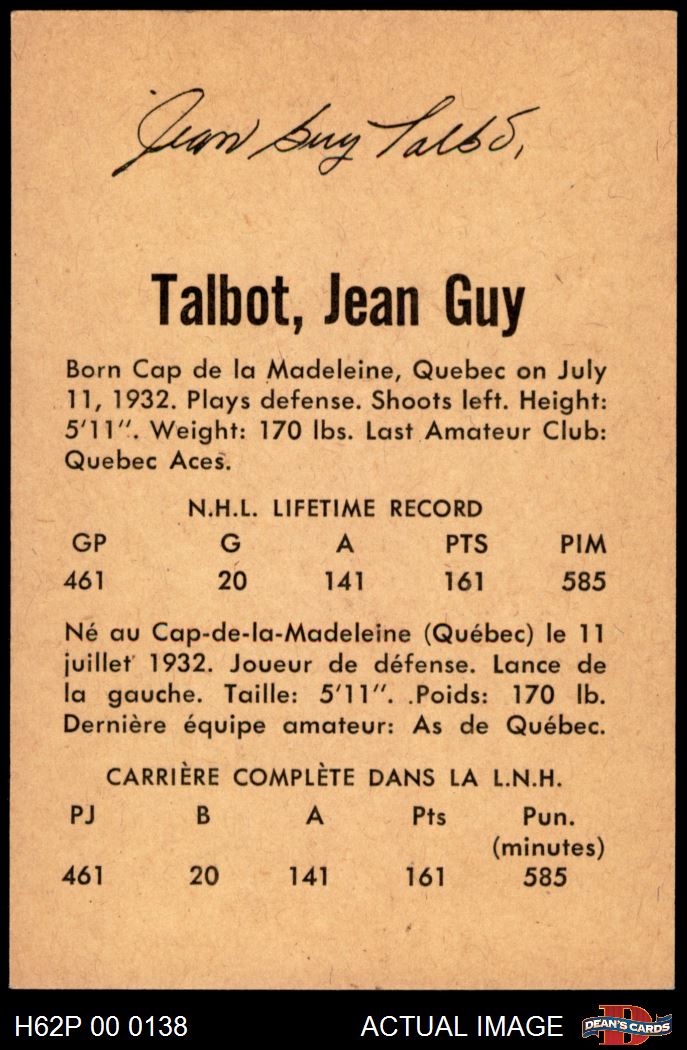 Jean Guy Talbot,
Talbot, Jean Guy
Born Cap de la Madeleine, Quebec on July
11, 1932. Plays defense. Shoots left. Height:
5'11". Weight: 170 lbs. Last Amateur Club:
Quebec Aces.
N.H.L. LIFETIME RECORD
GP G A PTS PIM
461 20 141 161 585
Né au Cap-de-la-Madeleine (Québec) le 11
juillet 1932. Joueur de défense. Lance de
la gauche. Taille: 5'11". .Poids: 170 lb.
Dernière équipe amateur: As de Québec.
CARRIÈRE COMPLÈTE DANS LA L.N.H.
PJ B A Pts Pun.
(minutes)
461 20 141 161 585
H62P 00 0138 ACTUAL IMAGE D DEAN'S CARDS